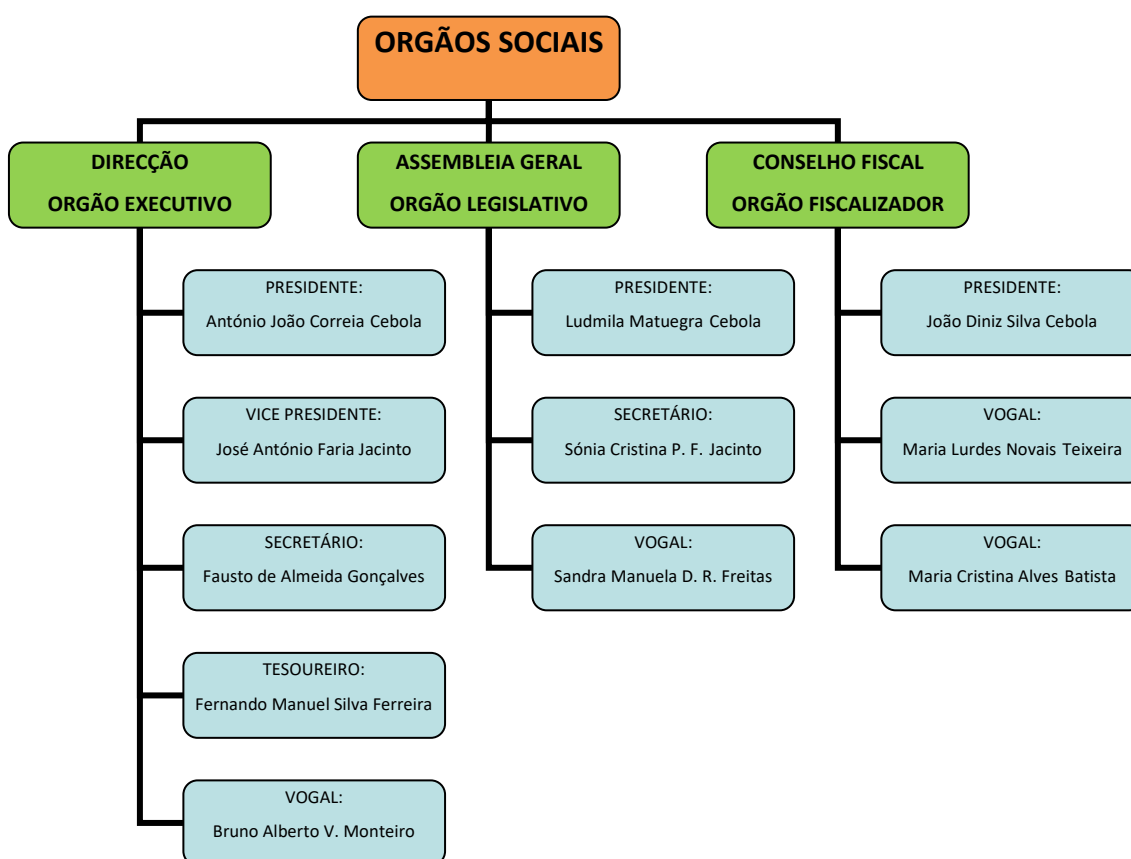 ORGÃOS SOCIAIS
DIRECÇÃO
ORGÃO EXECUTIVO
PRESIDENTE:
António João Correia Cebola
VICE PRESIDENTE:
José António Faria Jacinto
SECRETÁRIO:
Fausto de Almeida Gonçalves
TESOUREIRO:
Fernando Manuel Silva Ferreira
VOGAL:
Bruno Alberto V. Monteiro
ASSEMBLEIA GERAL
ORGÃO LEGISLATIVO
PRESIDENTE:
Ludmila Matuegra Cebola
SECRETÁRIO:
Sónia Cristina P. F. Jacinto
VOGAL:
Sandra Manuela D. R. Freitas
CONSELHO FISCAL
ORGÃO FISCALIZADOR
PRESIDENTE:
João Diniz Silva Cebola
VOGAL:
Maria Lurdes Novais Teixeira
VOGAL:
Maria Cristina Alves Batista